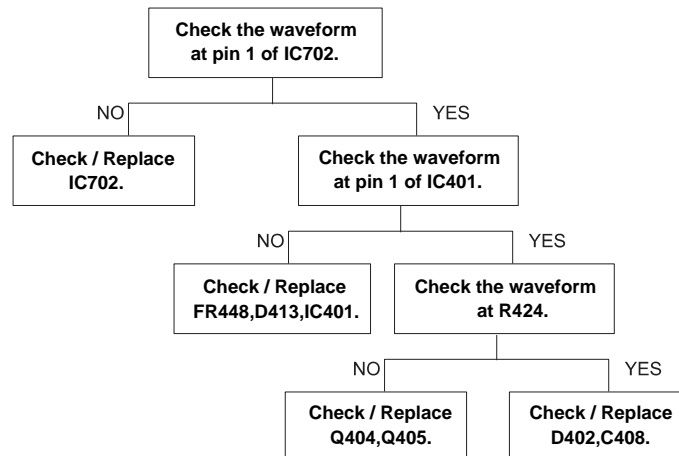 Check the waveform
at pin 1 of IC702.
NO
YES
Check / Replace
IC702.
Check the waveform
at pin 1 of IC401.
NO
YES
Check / Replace
FR448,D413,IC401.
Check the waveform
at R424.
NO
YES
Check / Replace
Q404,Q405.
Check / Replace
D402,C408.